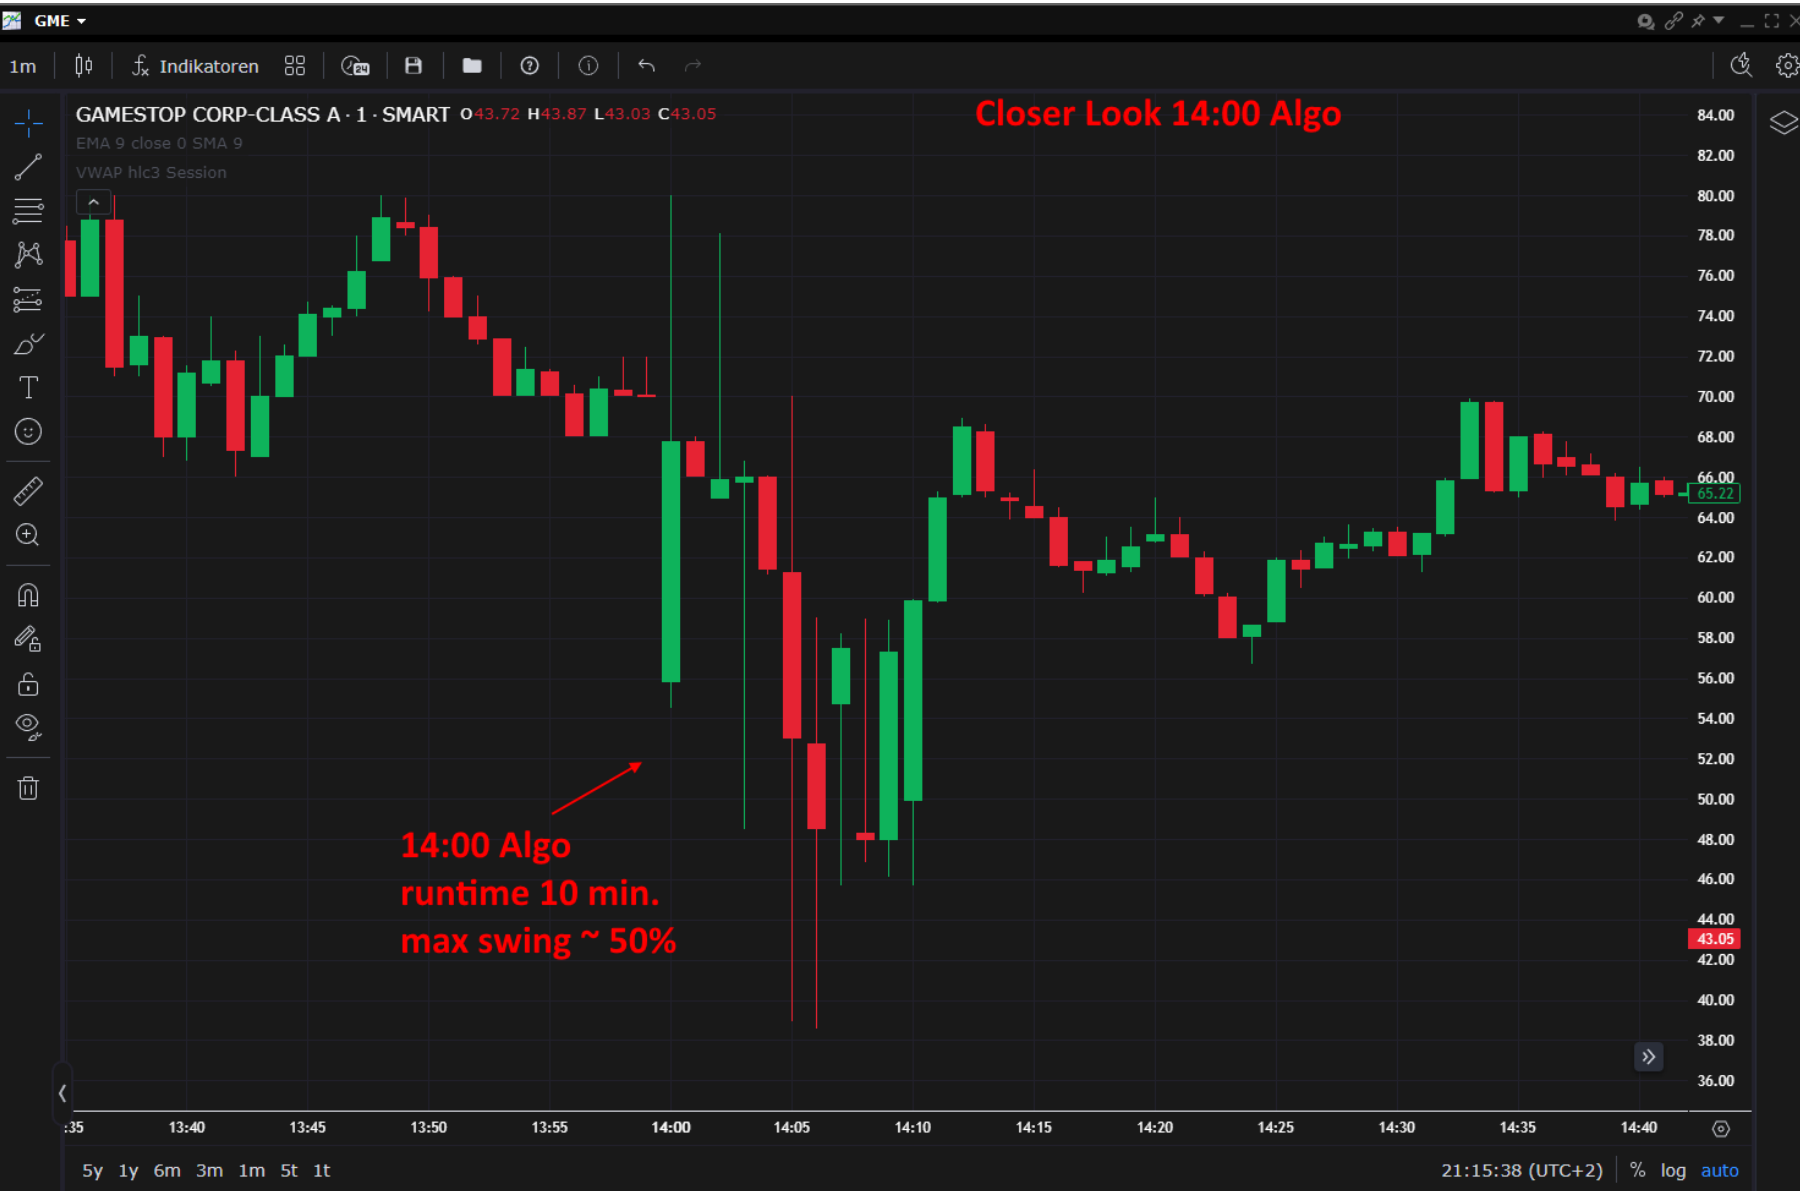 GME
1m
Indikatoren
24
GAMESTOP CORP-CLASS A · 1 · SMART O43.72 H43.87 L43.03 C43.05
Closer Look 14:00 Algo
EMA 9 close 0 SMA 9
VWAP hlc3 Session
84.00
82.00
80.00
78.00
76.00
74.00
72.00
70.00
68.00
66.00
65.22
64.00
62.00
60.00
58.00
56.00
54.00
52.00
50.00
48.00
46.00
44.00
43.05
42.00
40.00
38.00
36.00
14:00 Algo
runtime 10 min.
max swing ~ 50%
:35 13:40 13:45 13:50 13:55 14:00 14:05 14:10 14:15 14:20 14:25 14:30 14:35 14:40
5y 1y 6m 3m 1m 5t 1t
21:15:38 (UTC+2) % log auto